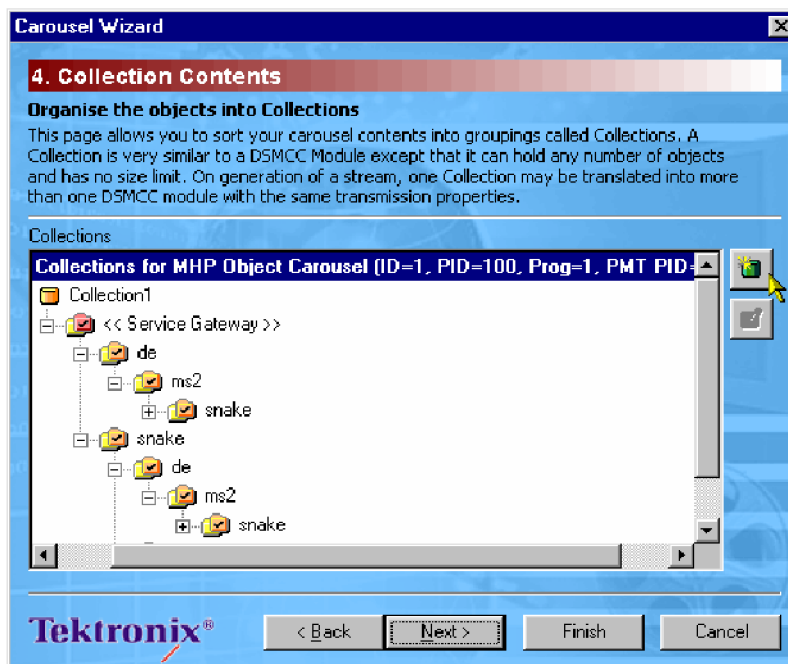 Carousel Wizard
4. Collection Contents
Organise the objects into Collections
This page allows you to sort your carousel contents into groupings called Collections. A
Collection is very similar to a DSMCC Module except that it can hold any number of objects
and has no size limit. On generation of a stream, one Collection may be translated into more
than one DSMCC module with the same transmission properties.
Collections
Collections for MHP Object Carousel (ID=1, PID=100, Prog=1, PMT PID=
Collection1
<< Service Gateway >>
de
ms2
snake
snake
de
ms2
snake
Tektronix®
< Back
Next >
Finish
Cancel